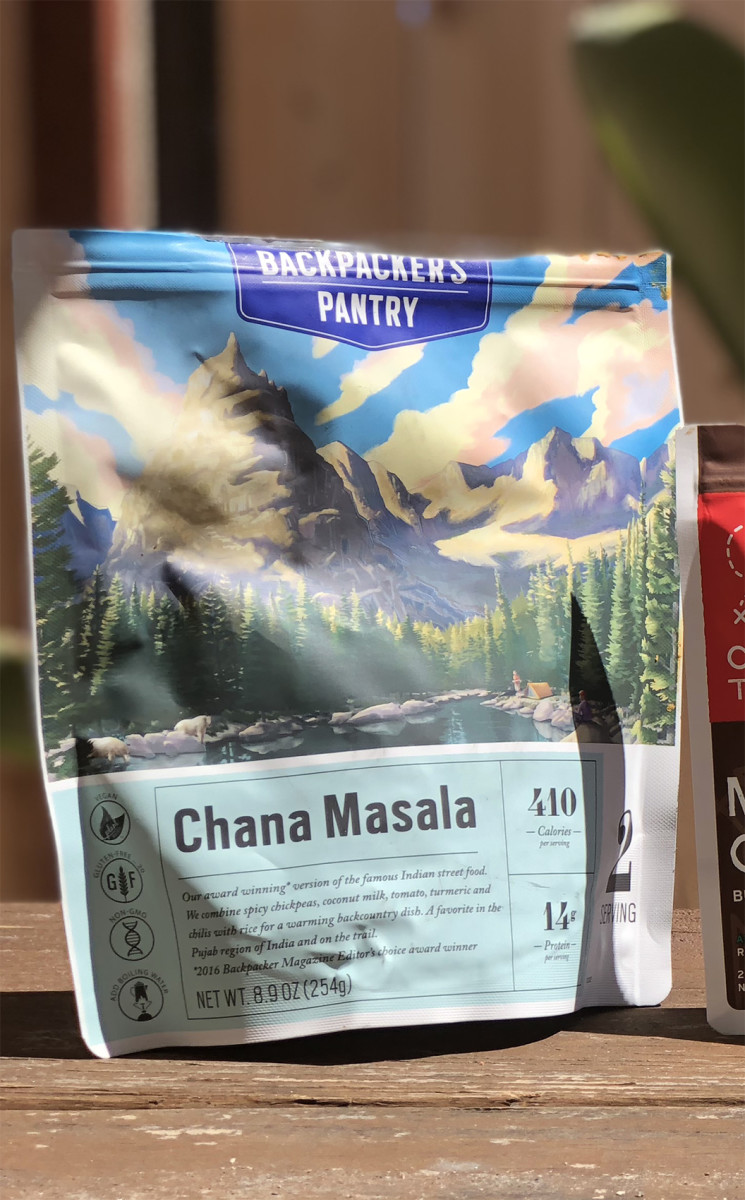 BACKPACKER'S
PANTRY
Chana Masala
Our award winning* version of the famous Indian street food.
We combine spicy chickpeas, coconut milk, tomato, turmeric and
chilis with rice for a warming backcountry dish. A favorite in the
Pujab region of India and on the trail.
*2016 Backpacker Magazine Editor's choice award winner
NET WT. 8.9 OZ (254g)
410
Calories
per serving
14g
Protein
per serving
2
SERVING
VEGAN
GLUTEN-FREE
GF
NON-GMO
ADD BOILING WATER